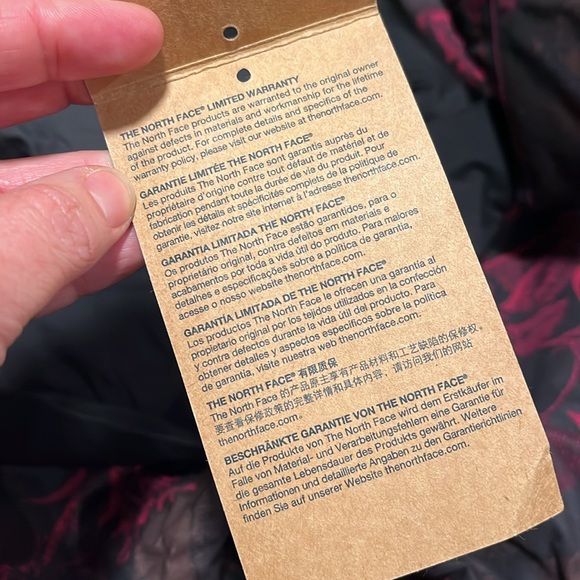 THE NORTH FACE® LIMITED WARRANTY
The North Face products are warranted to the original owner
against defects in materials and workmanship for the lifetime
of the product. For complete details and specifics of the
warranty policy, please visit our website at thenorthface.com.
GARANTIE LIMITÉE THE NORTH FACE®
Les produits The North Face sont garantis auprès du
propriétaire d'origine contre tout défaut de matériel et de
fabrication pendant toute la durée de vie du produit. Pour
obtenir les détails et spécificités complets de la politique de
garantie, visitez notre site Internet à l'adresse thenorthface.com.
GARANTIA LIMITADA THE NORTH FACE®
Os produtos The North Face estão garantidos, para o
proprietário original, contra defeitos em materiais e
acabamentos por toda a vida útil do produto. Para maiores
detalhes e especificações sobre a política de garantia,
acesse o nosso website thenorthface.com.
GARANTÍA LIMITADA DE THE NORTH FACE®
Los productos The North Face le ofrecen una garantía al
propietario original por los tejidos utilizados en la confección
y contra defectos durante la vida útil del producto. Para
obtener detalles y aspectos específicos sobre la política
de garantía, visite nuestra web thenorthface.com.
THE NORTH FACE® 有限质保
The North Face 的产品原主享有产品材料和工艺缺陷的保修权。
要查看保修政策的完整详情和具体内容，请访问我们的网站
thenorthface.com.
BESCHRÄNKTE GARANTIE VON THE NORTH FACE®
Auf die Produkte von The North Face wird dem Erstkäufer im
Falle von Material- und Verarbeitungsfehlern eine Garantie für
die gesamte Lebensdauer des Produkts gewährt. Weitere
Informationen und detaillierte Angaben zu den Garantierichtlinien
finden Sie auf unserer Website thenorthface.com.